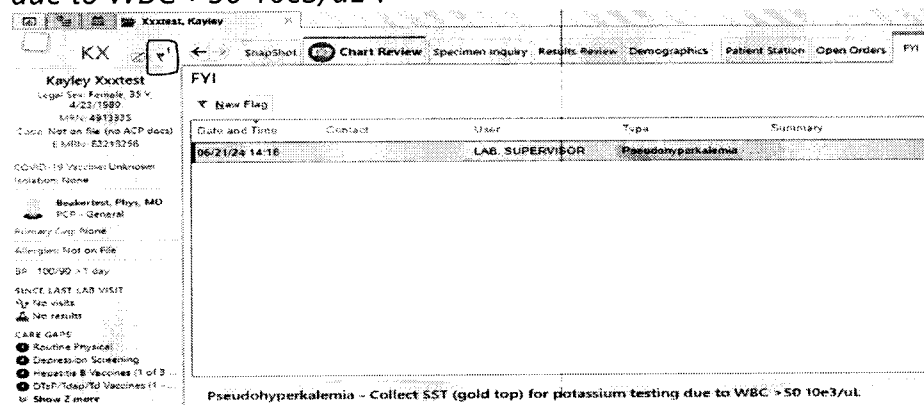 due to WBC > 50 10e3/uL".
Xxxtest, Kayley
KX
SnapShot Chart Review Specimen Inquiry Results Review Demographics Patient Station Open Orders FYI
Kayley Xxxtest
Legal Sex: Female, 35 Y,
4/23/1989
MRN: 4913335
Code: Not on file (no ACP docs)
E-MRN: E2215256
COVID-19 Vaccine: Unknown
Isolation: None
Beakertest, Phys, MD
PCP - General
Primary Cvg: None
Allergies: Not on File
BP: 100/90 >1 day
SINCE LAST LAB VISIT
No visits
No results
CARE GAPS
Routine Physical
Depression Screening
Hepatitis B Vaccines (1 of 3 ...
DTaP/Tdap/Td Vaccines (1 - ...
Show 2 more
FYI
New Flag
Date and Time Contact User Type Summary
06/21/24 14:16 LAB, SUPERVISOR Pseudohyperkalemia
Pseudohyperkalemia - Collect SST (gold top) for potassium testing due to WBC >50 10e3/uL